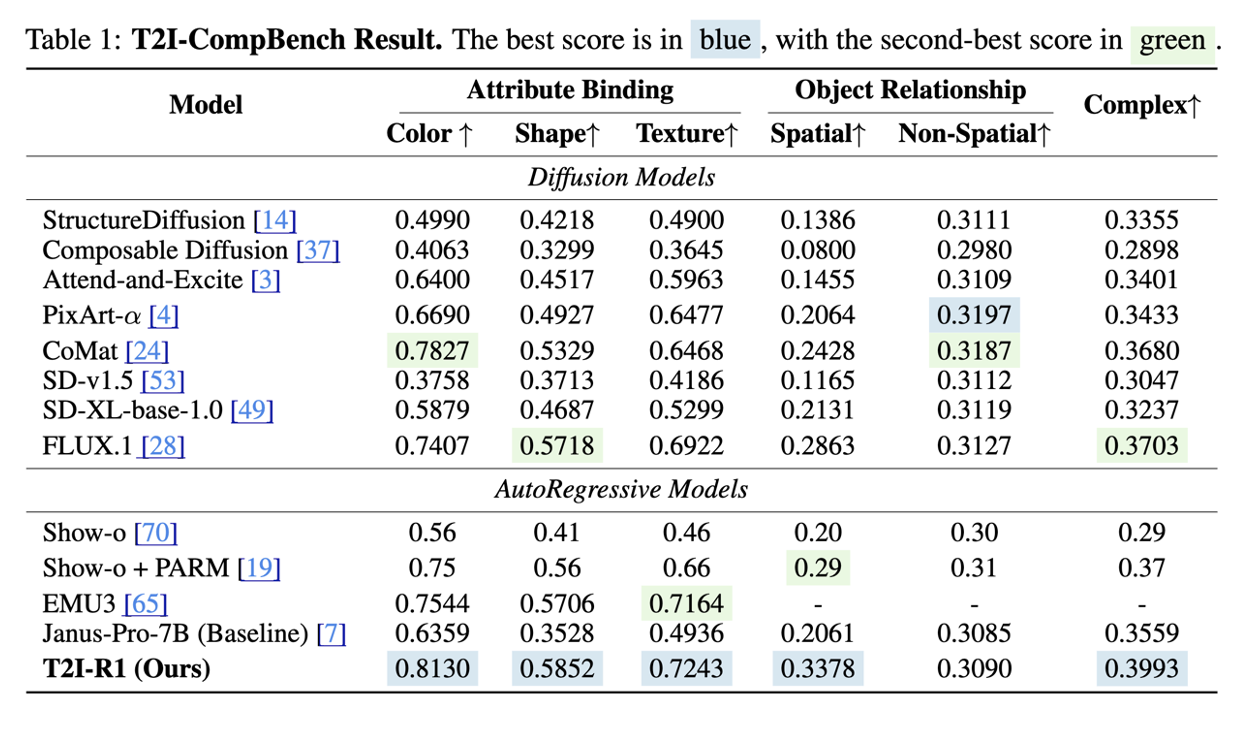 Table 1: T2I-CompBench Result. The best score is in blue , with the second-best score in green .
Model Attribute Binding Object Relationship Complex↑
Color ↑ Shape↑ Texture↑ Spatial↑ Non-Spatial↑
Diffusion Models
StructureDiffusion [14] 0.4990 0.4218 0.4900 0.1386 0.3111 0.3355
Composable Diffusion [37] 0.4063 0.3299 0.3645 0.0800 0.2980 0.2898
Attend-and-Excite [3] 0.6400 0.4517 0.5963 0.1455 0.3109 0.3401
PixArt-α [4] 0.6690 0.4927 0.6477 0.2064 0.3197 0.3433
CoMat [24] 0.7827 0.5329 0.6468 0.2428 0.3187 0.3680
SD-v1.5 [53] 0.3758 0.3713 0.4186 0.1165 0.3112 0.3047
SD-XL-base-1.0 [49] 0.5879 0.4687 0.5299 0.2131 0.3119 0.3237
FLUX.1 [28] 0.7407 0.5718 0.6922 0.2863 0.3127 0.3703
AutoRegressive Models
Show-o [70] 0.56 0.41 0.46 0.20 0.30 0.29
Show-o + PARM [19] 0.75 0.56 0.66 0.29 0.31 0.37
EMU3 [65] 0.7544 0.5706 0.7164 - - -
Janus-Pro-7B (Baseline) [7] 0.6359 0.3528 0.4936 0.2061 0.3085 0.3559
T2I-R1 (Ours) 0.8130 0.5852 0.7243 0.3378 0.3090 0.3993